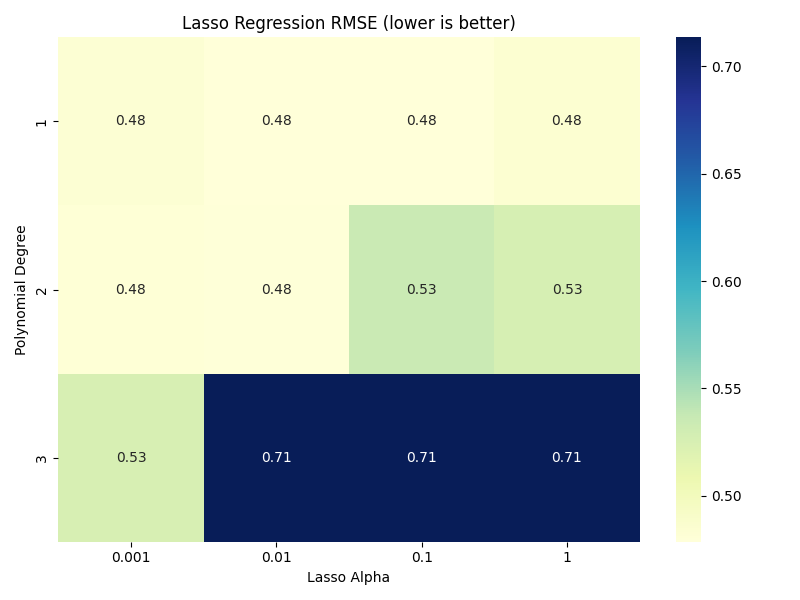 Lasso Regression RMSE (lower is better)
Polynomial Degree
1
0.48 0.48 0.48 0.48
2
0.48 0.48 0.53 0.53
3
0.53 0.71 0.71 0.71
0.001 0.01 0.1 1
Lasso Alpha
0.70
0.65
0.60
0.55
0.50